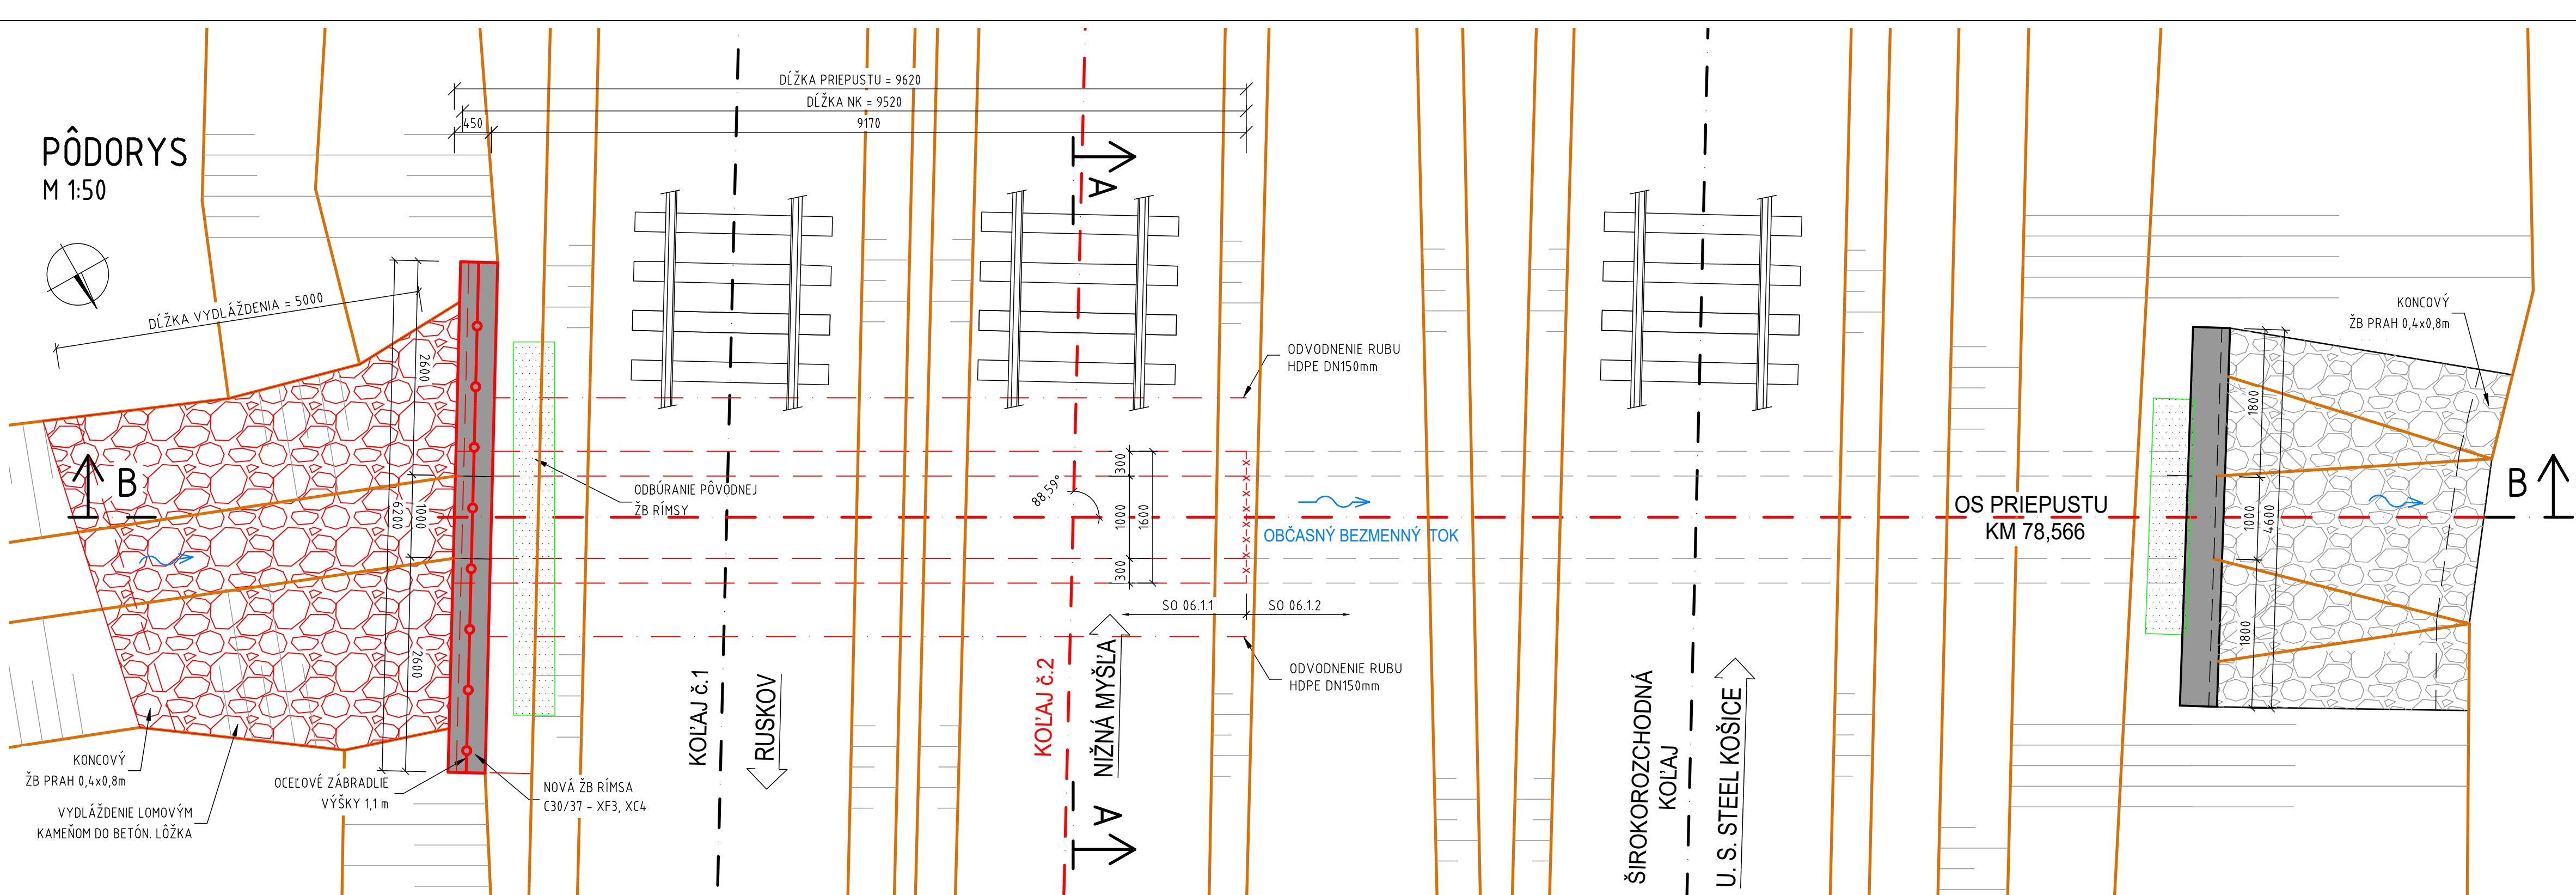 DĹŽKA PRIEPUSTU = 9620
DĹŽKA NK = 9520
450
9170
PÔDORYS
M 1:50
A
DĹŽKA VYDLÁŽDENIA = 5000
2600
1000
6200
2600
B
ODBÚRANIE PÔVODNEJ
ŽB RÍMSY
88,59°
300
1000
1600
300
ODVODNENIE RUBU
HDPE DN150mm
OBČASNÝ BEZMENNÝ TOK
SO 06.1.1
SO 06.1.2
ODVODNENIE RUBU
HDPE DN150mm
KOĽAJ č.1
RUSKOV
KOĽAJ č.2
NIŽNÁ MYŠĽA
A
ŠIROKOROZCHODNÁ
KOĽAJ
U. S. STEEL KOŠICE
OS PRIEPUSTU
KM 78,566
KONCOVÝ
ŽB PRAH 0,4x0,8m
1800
1000
4600
1800
B
KONCOVÝ
ŽB PRAH 0,4x0,8m
VYDLÁŽDENIE LOMOVÝM
KAMEŇOM DO BETÓN. LÔŽKA
OCEĽOVÉ ZÁBRADLIE
VÝŠKY 1,1 m
NOVÁ ŽB RÍMSA
C30/37 - XF3, XC4